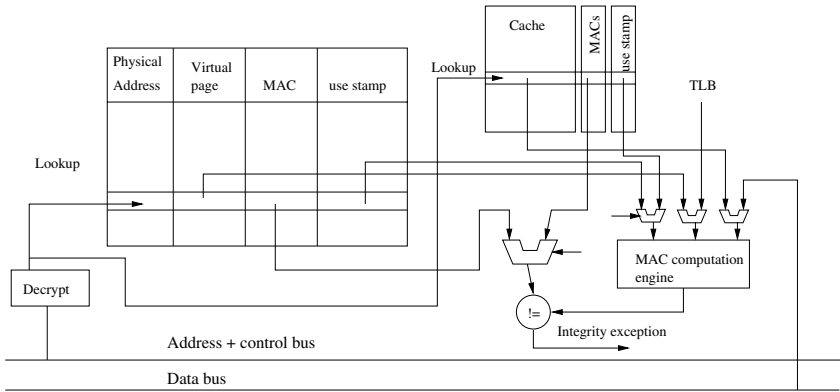 Cache
MACs
use stamp
Physical
Address
Virtual
page
MAC
use stamp
Lookup
TLB
Lookup
MAC computation
engine
Decrypt
!=
Integrity exception
Address + control bus
Data bus